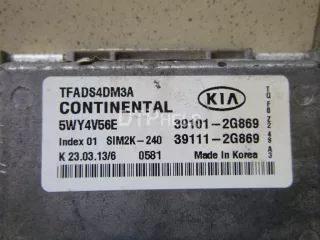 TFADS4DM3A
CONTINENTAL
KIA
5WY4V56E 39101-2G869
Index 01 SIM2K-240 39111-2G869
K 23.03.13/6 0581 Made in Korea